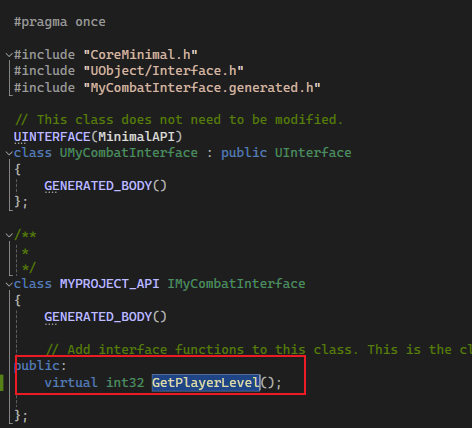 #pragma once
#include "CoreMinimal.h"
#include "UObject/Interface.h"
#include "MyCombatInterface.generated.h"
// This class does not need to be modified.
UINTERFACE(MinimalAPI)
class UMyCombatInterface : public UInterface
{
GENERATED_BODY()
};
/**
*
*/
class MYPROJECT_API IMyCombatInterface
{
GENERATED_BODY()
// Add interface functions to this class. This is the
public:
virtual int32 GetPlayerLevel();
};